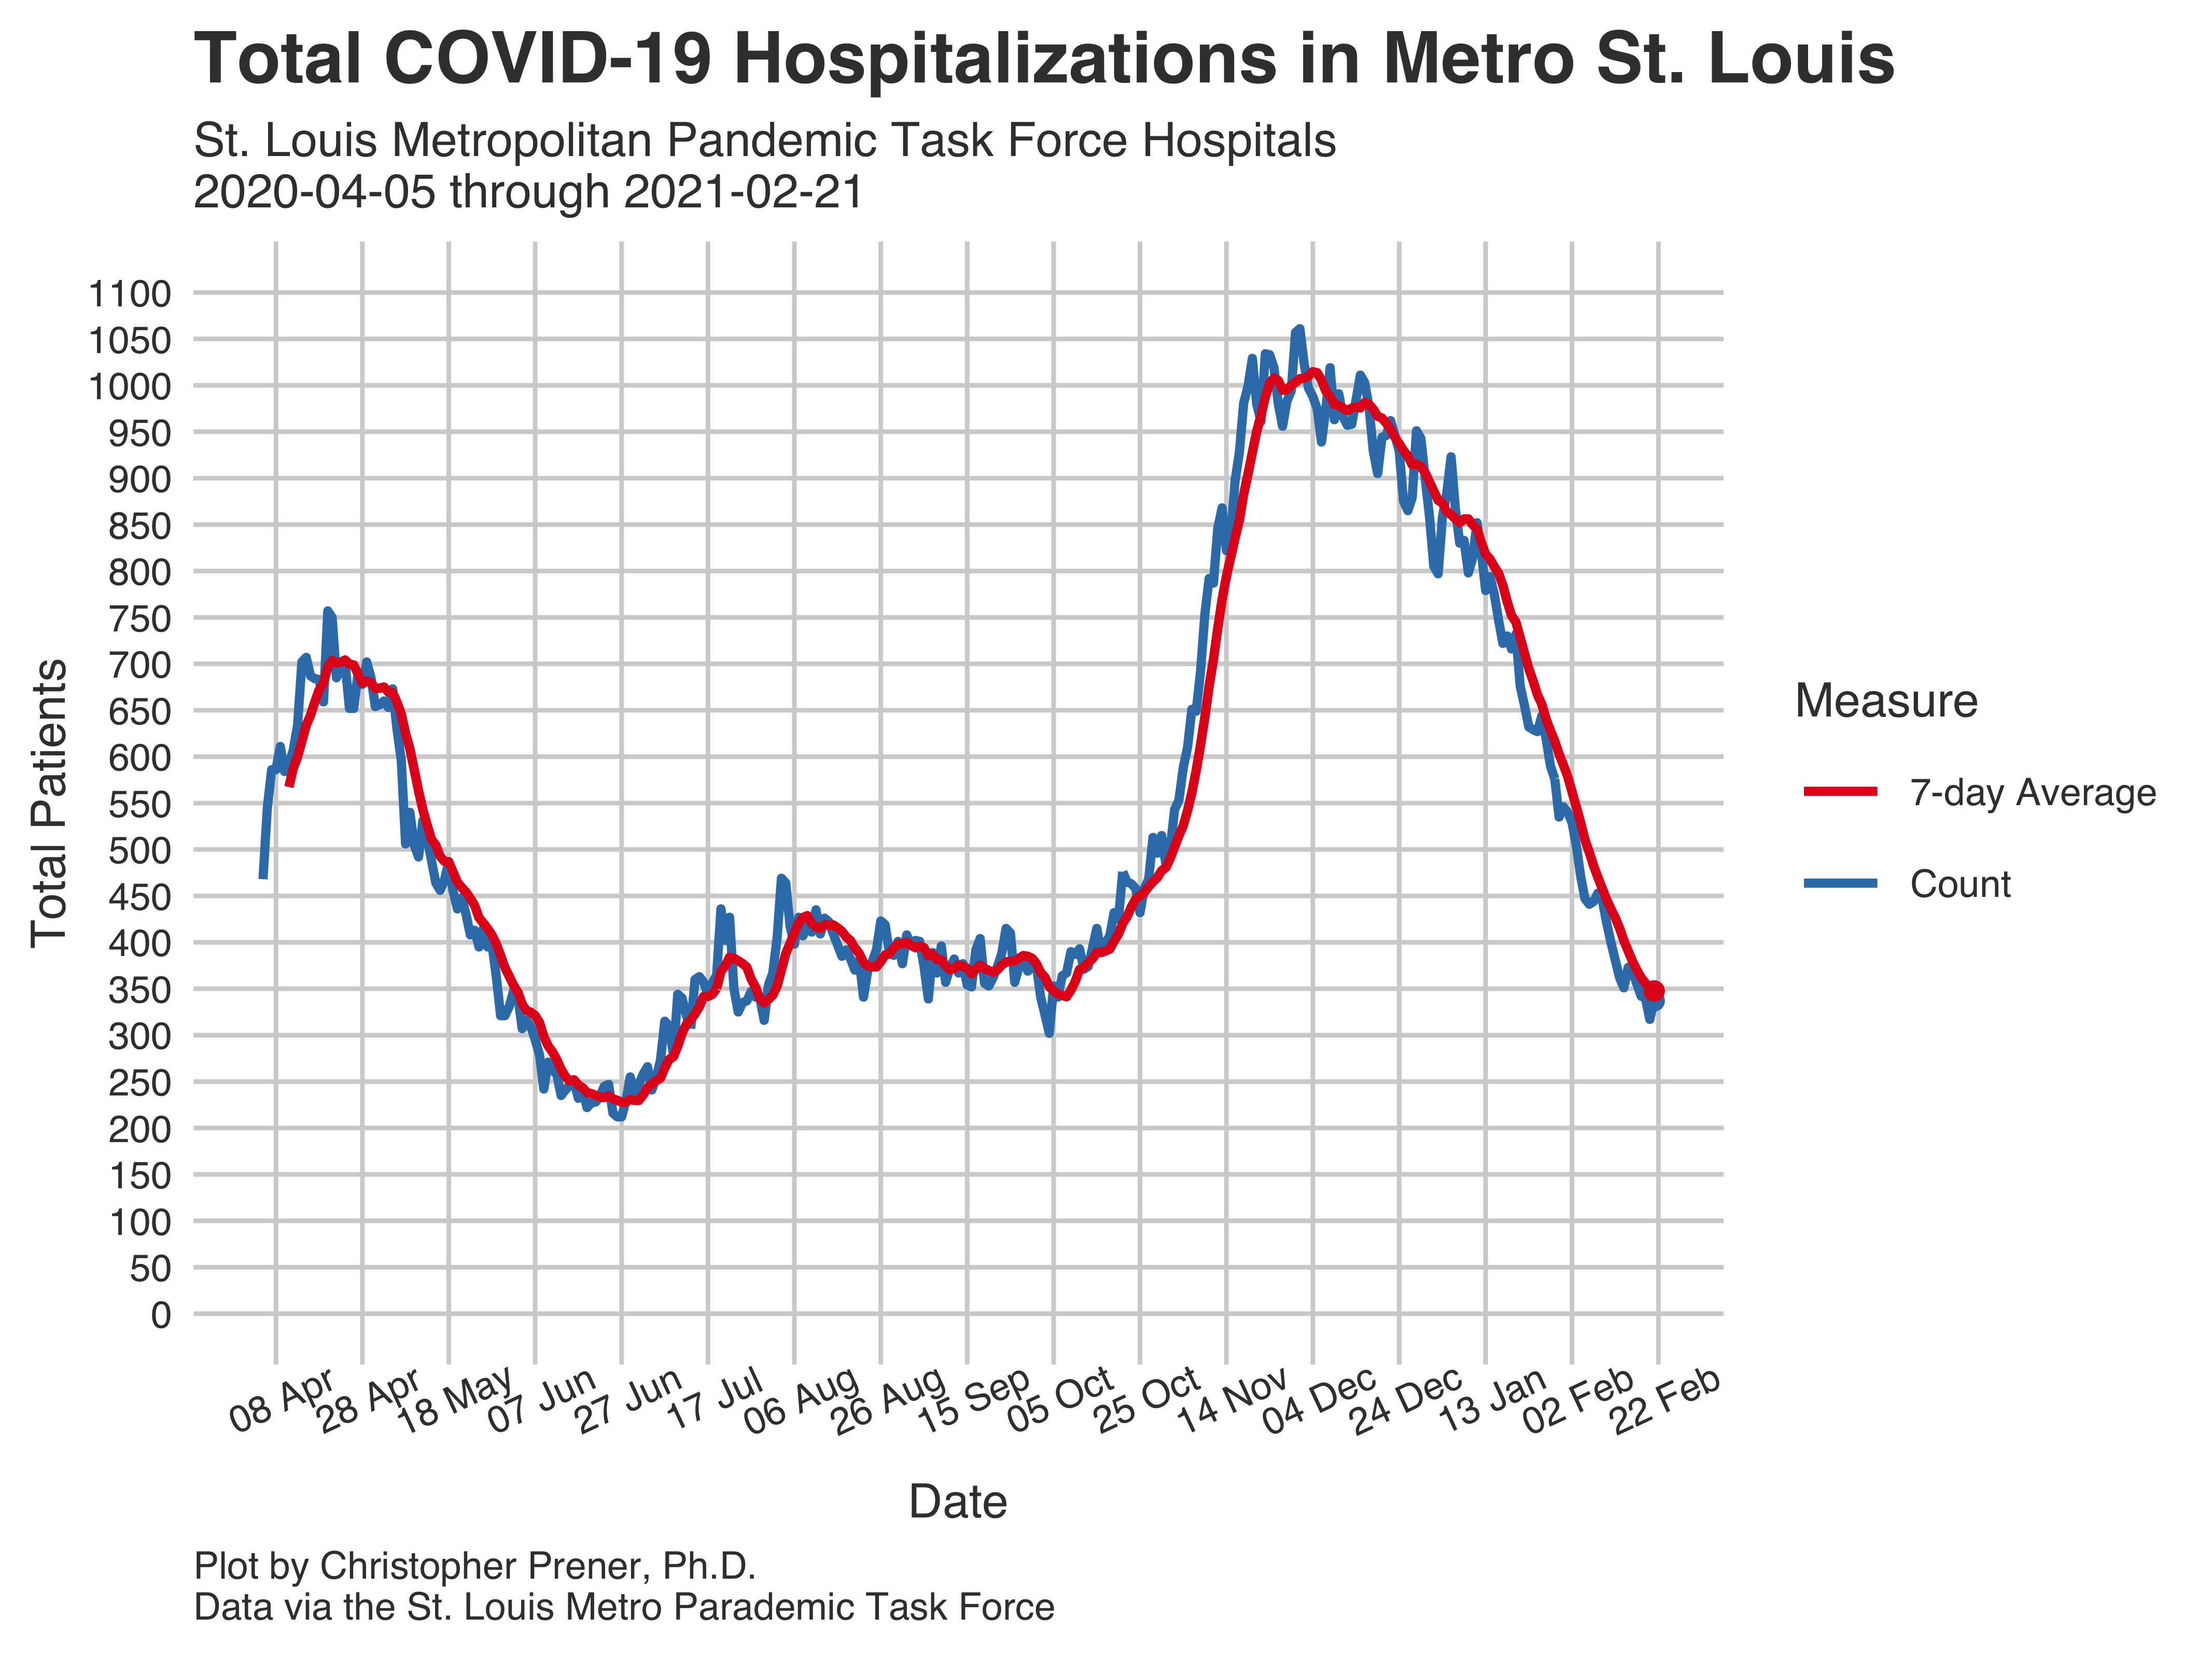 Total COVID-19 Hospitalizations in Metro St. Louis
St. Louis Metropolitan Pandemic Task Force Hospitals
2020-04-05 through 2021-02-21
Total Patients
1100
1050
1000
950
900
850
800
750
700
650
600
550
500
450
400
350
300
250
200
150
100
50
0
08 Apr
28 Apr
18 May
07 Jun
27 Jun
17 Jul
06 Aug
26 Aug
15 Sep
05 Oct
25 Oct
14 Nov
04 Dec
24 Dec
13 Jan
02 Feb
22 Feb
Date
Measure
7-day Average
Count
Plot by Christopher Prener, Ph.D.
Data via the St. Louis Metro Parademic Task Force